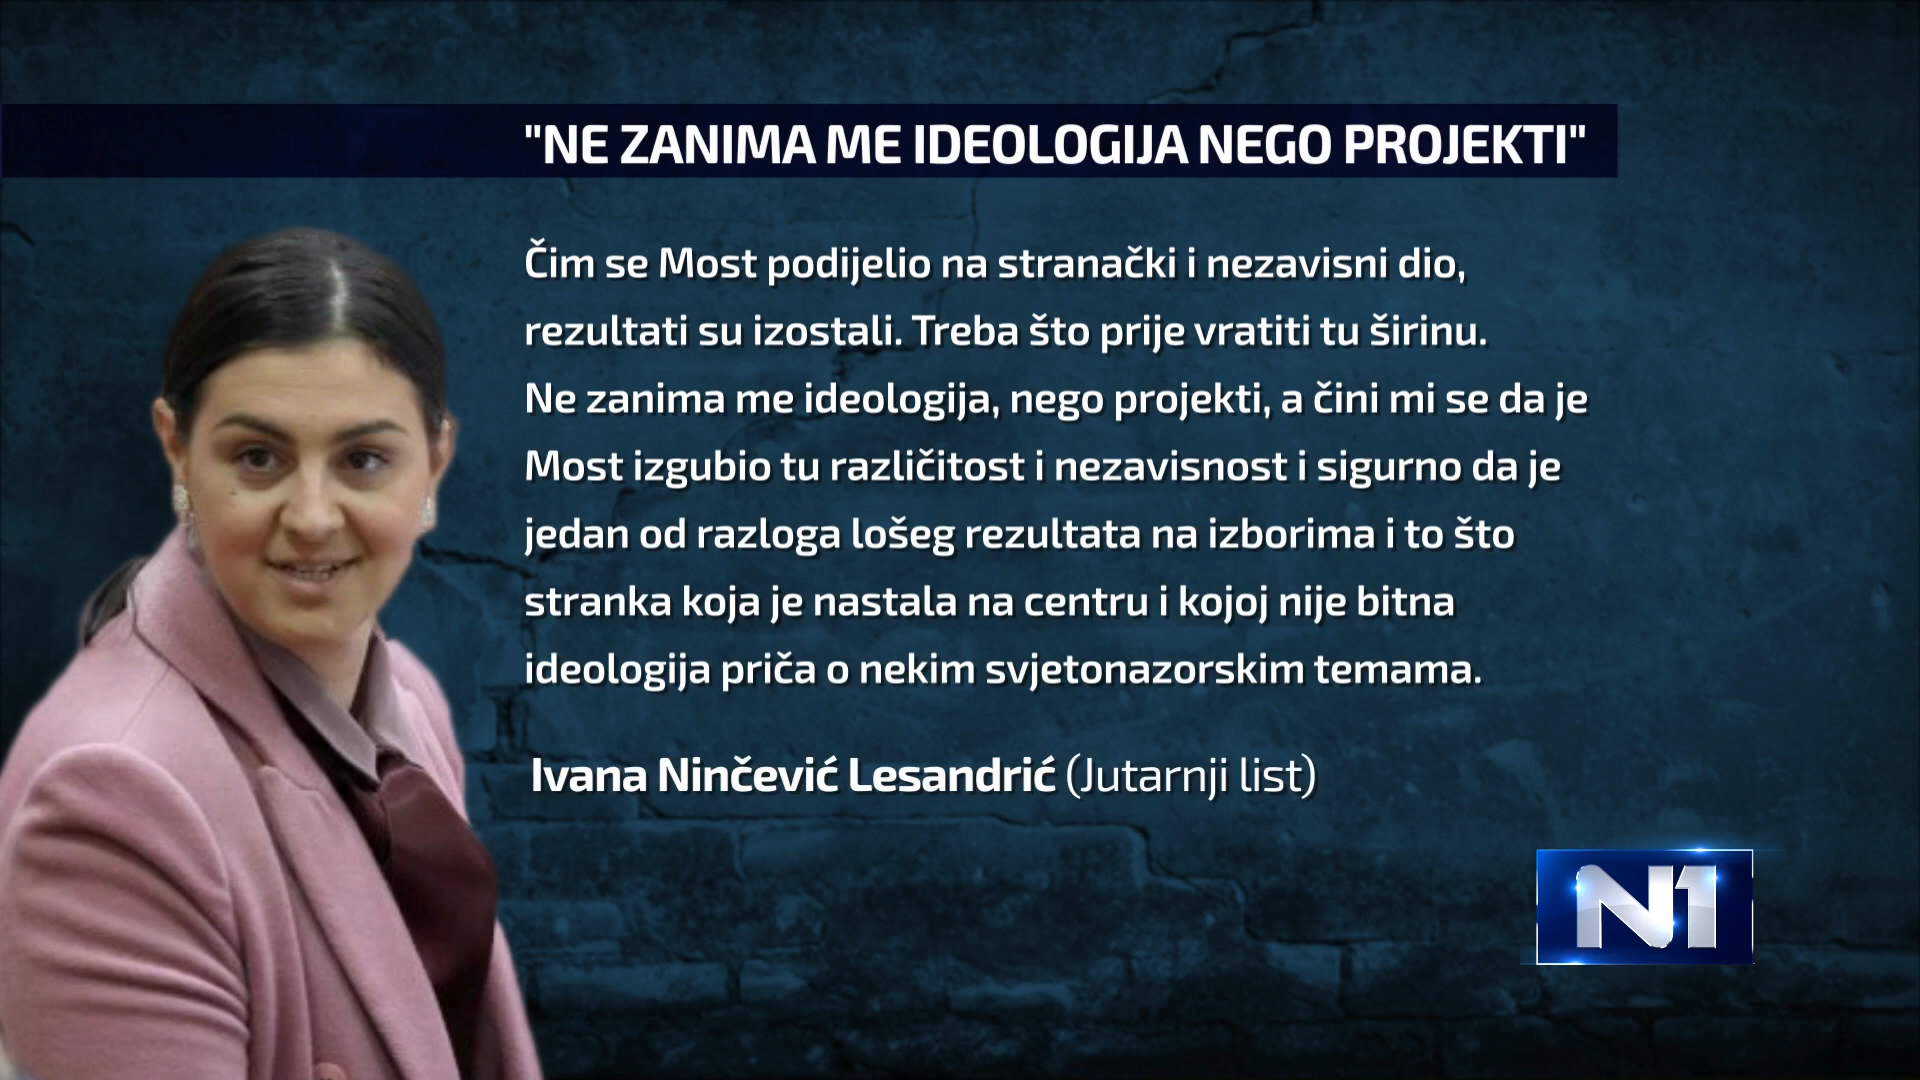 "NE ZANIMA ME IDEOLOGIJA NEGO PROJEKTI"
Čim se Most podijelio na stranački i nezavisni dio,
rezultati su izostali. Treba što prije vratiti tu širinu.
Ne zanima me ideologija, nego projekti, a čini mi se da je
Most izgubio tu različitost i nezavisnost i sigurno da je
jedan od razloga lošeg rezultata na izborima i to što
stranka koja je nastala na centru i kojoj nije bitna
ideologija priča o nekim svjetonazorskim temama.
Ivana Ninčević Lesandrić (Jutarnji list)
N1